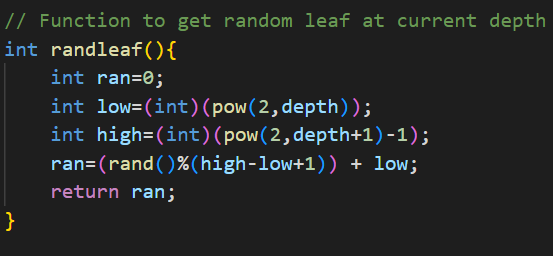 // Function to get random leaf at current depth
int randleaf(){
    int ran=0;
    int low=(int)(pow(2,depth));
    int high=(int)(pow(2,depth+1)-1);
    ran=(rand()%(high-low+1)) + low;
    return ran;
}